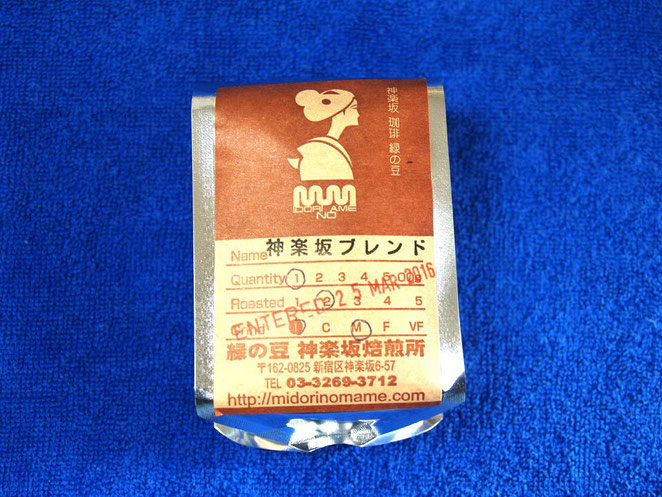 神楽坂 珈琲 緑の豆
MIDORI MAME
NO
Name 神楽坂ブレンド
Quantity 1 2 3 4 5 00g
Roasted 1 2 3 4 5
ENTERED 25 MAR 2016
C M F VF
緑の豆 神楽坂焙煎所
〒162-0825 新宿区神楽坂6-57
TEL 03-3269-3712
http://midorinomame.com